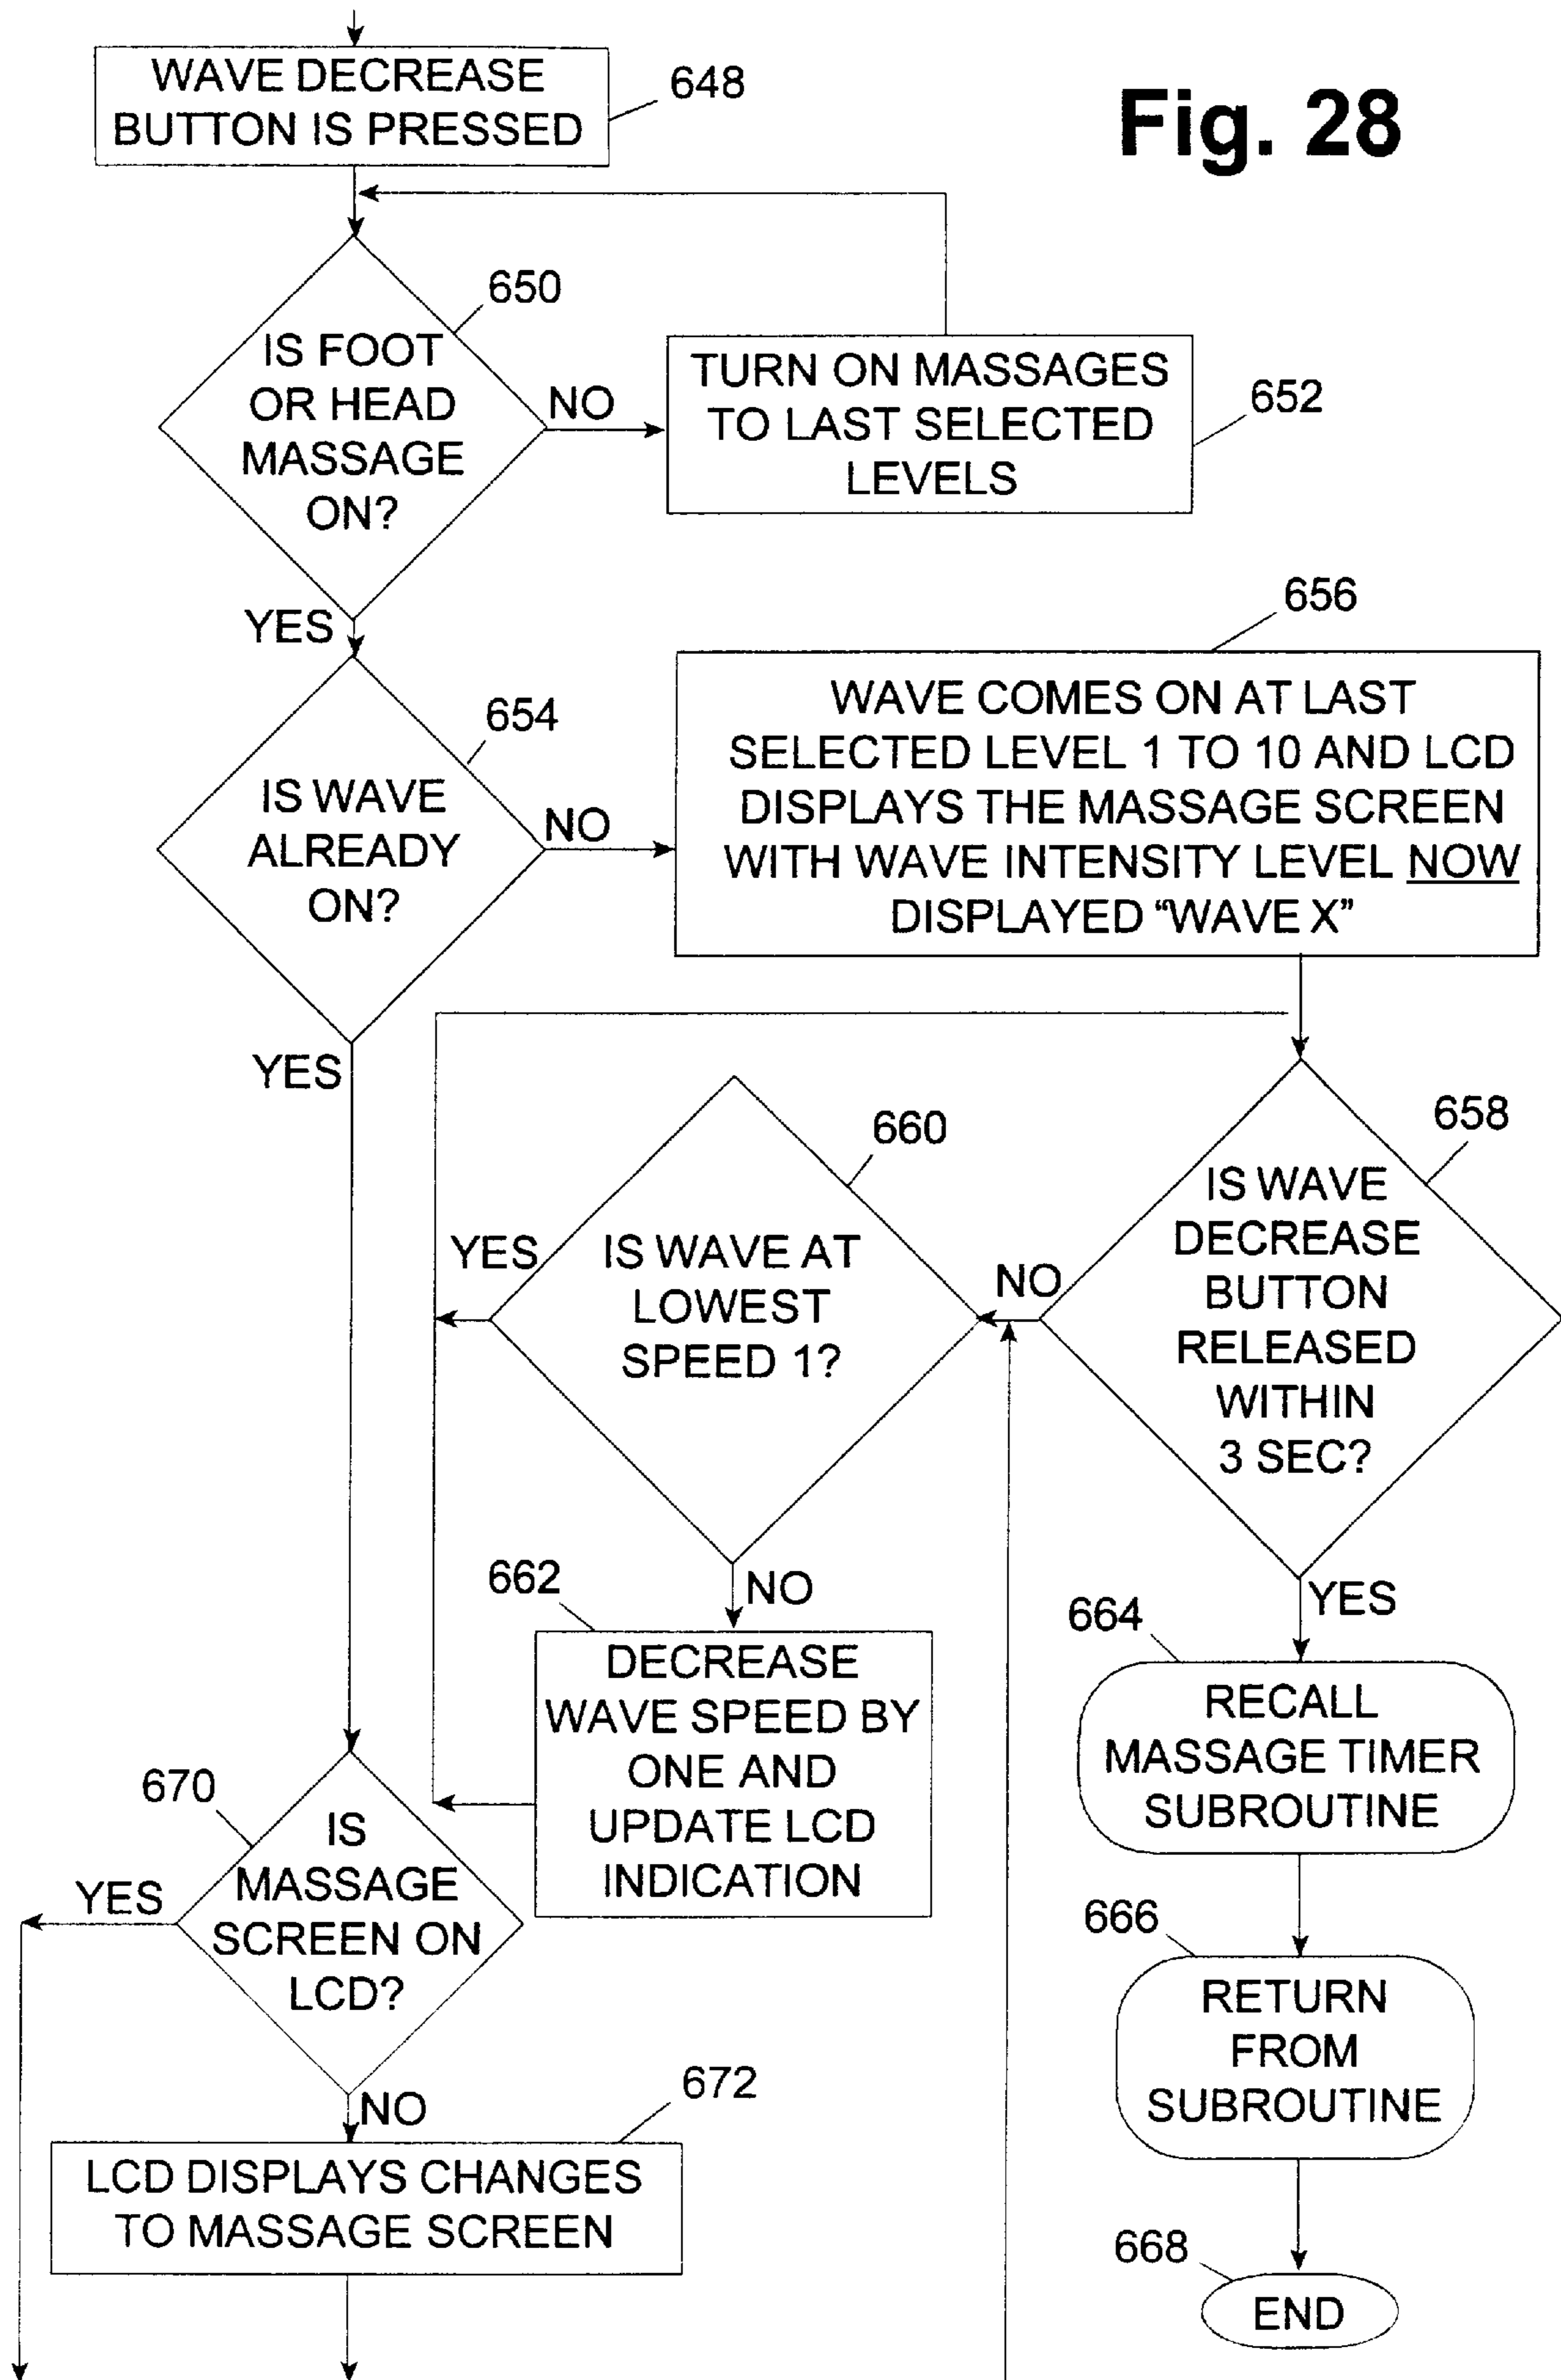 Fig. 28
WAVE DECREASE
BUTTON IS PRESSED
648
650
IS FOOT
OR HEAD
MASSAGE
ON?
NO
TURN ON MASSAGES
TO LAST SELECTED
LEVELS
652
YES
654
IS WAVE
ALREADY
ON?
NO
656
WAVE COMES ON AT LAST
SELECTED LEVEL 1 TO 10 AND LCD
DISPLAYS THE MASSAGE SCREEN
WITH WAVE INTENSITY LEVEL NOW
DISPLAYED “WAVE X”
YES
660
YES
IS WAVE AT
LOWEST
SPEED 1?
NO
658
IS WAVE
DECREASE
BUTTON
RELEASED
WITHIN
3 SEC?
NO
662
DECREASE
WAVE SPEED BY
ONE AND
UPDATE LCD
INDICATION
YES
664
RECALL
MASSAGE TIMER
SUBROUTINE
670
IS
MASSAGE
SCREEN ON
LCD?
YES
666
RETURN
FROM
SUBROUTINE
NO
672
LCD DISPLAYS CHANGES
TO MASSAGE SCREEN
668
END